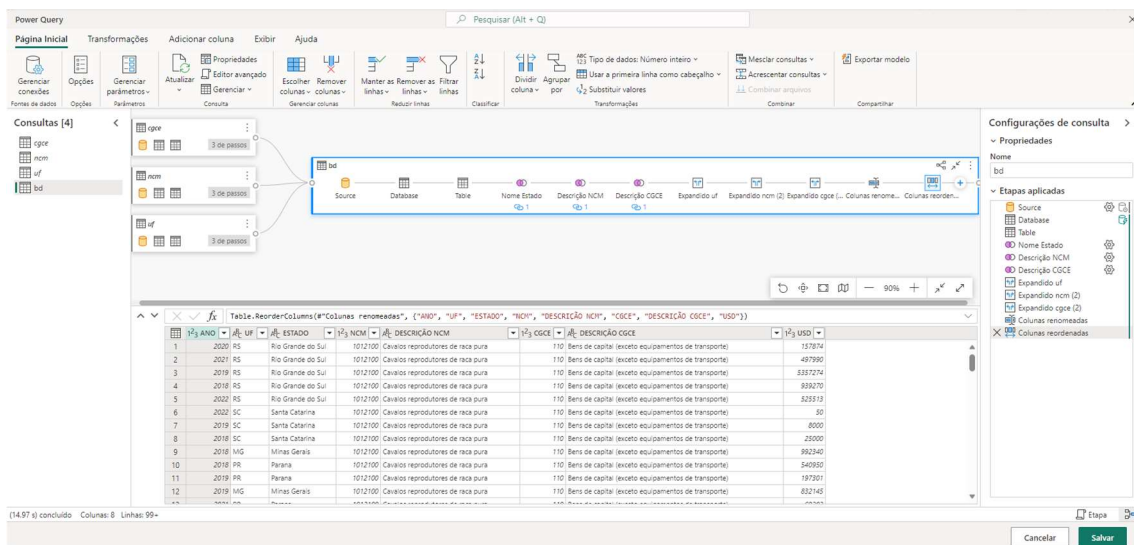 Power Query
Pesquisar (Alt + Q)
Página Inicial Transformações Adicionar coluna Exibir Ajuda
Gerenciar conexões
Opções
Gerenciar parâmetros
Atualizar
Propriedades
Editor avançado
Gerenciar
Escolher colunas
Remover colunas
Manter as linhas
Remover as linhas
Filtrar linhas
Dividir coluna
Agrupar por
Tipo de dados: Número inteiro
Usar a primeira linha como cabeçalho
Substituir valores
Mesclar consultas
Acrescentar consultas
Combinar arquivos
Exportar modelo
Fontes de dados Opções Parâmetros Consulta Gerenciar colunas Reduzir linhas Classificar Transformações Combinar Compartilhar
Consultas [4]
cgce
ncm
uf
bd
cgce
3 de passos
ncm
3 de passos
uf
3 de passos
bd
Source Database Table Nome Estado Descrição NCM Descrição CGCE Expandido uf Expandido ncm (2) Expandido cgce (... Colunas renome... Colunas reorden...
1 1 1
90%
Table.ReorderColumns(#"Colunas renomeadas", {"ANO", "UF", "ESTADO", "NCM", "DESCRIÇÃO NCM", "CGCE", "DESCRIÇÃO CGCE", "USD"})
ANO UF ESTADO NCM DESCRIÇÃO NCM CGCE DESCRIÇÃO CGCE USD
1 2020 RS Rio Grande do Sul 1012100 Cavalos reprodutores de raca pura 110 Bens de capital (exceto equipamentos de transporte) 157874
2 2021 RS Rio Grande do Sul 1012100 Cavalos reprodutores de raca pura 110 Bens de capital (exceto equipamentos de transporte) 497990
3 2019 RS Rio Grande do Sul 1012100 Cavalos reprodutores de raca pura 110 Bens de capital (exceto equipamentos de transporte) 5357274
4 2018 RS Rio Grande do Sul 1012100 Cavalos reprodutores de raca pura 110 Bens de capital (exceto equipamentos de transporte) 939270
5 2022 RS Rio Grande do Sul 1012100 Cavalos reprodutores de raca pura 110 Bens de capital (exceto equipamentos de transporte) 525513
6 2022 SC Santa Catarina 1012100 Cavalos reprodutores de raca pura 110 Bens de capital (exceto equipamentos de transporte) 50
7 2019 SC Santa Catarina 1012100 Cavalos reprodutores de raca pura 110 Bens de capital (exceto equipamentos de transporte) 8000
8 2018 SC Santa Catarina 1012100 Cavalos reprodutores de raca pura 110 Bens de capital (exceto equipamentos de transporte) 25000
9 2018 MG Minas Gerais 1012100 Cavalos reprodutores de raca pura 110 Bens de capital (exceto equipamentos de transporte) 992340
10 2018 PR Parana 1012100 Cavalos reprodutores de raca pura 110 Bens de capital (exceto equipamentos de transporte) 540950
11 2019 PR Parana 1012100 Cavalos reprodutores de raca pura 110 Bens de capital (exceto equipamentos de transporte) 197301
12 2019 MG Minas Gerais 1012100 Cavalos reprodutores de raca pura 110 Bens de capital (exceto equipamentos de transporte) 832145
Configurações de consulta
Propriedades
Nome
bd
Etapas aplicadas
Source
Database
Table
Nome Estado
Descrição NCM
Descrição CGCE
Expandido uf
Expandido ncm (2)
Expandido cgce (2)
Colunas renomeadas
Colunas reordenadas
(14.97 s) concluído Colunas: 8 Linhas: 99+
Etapa
Cancelar Salvar